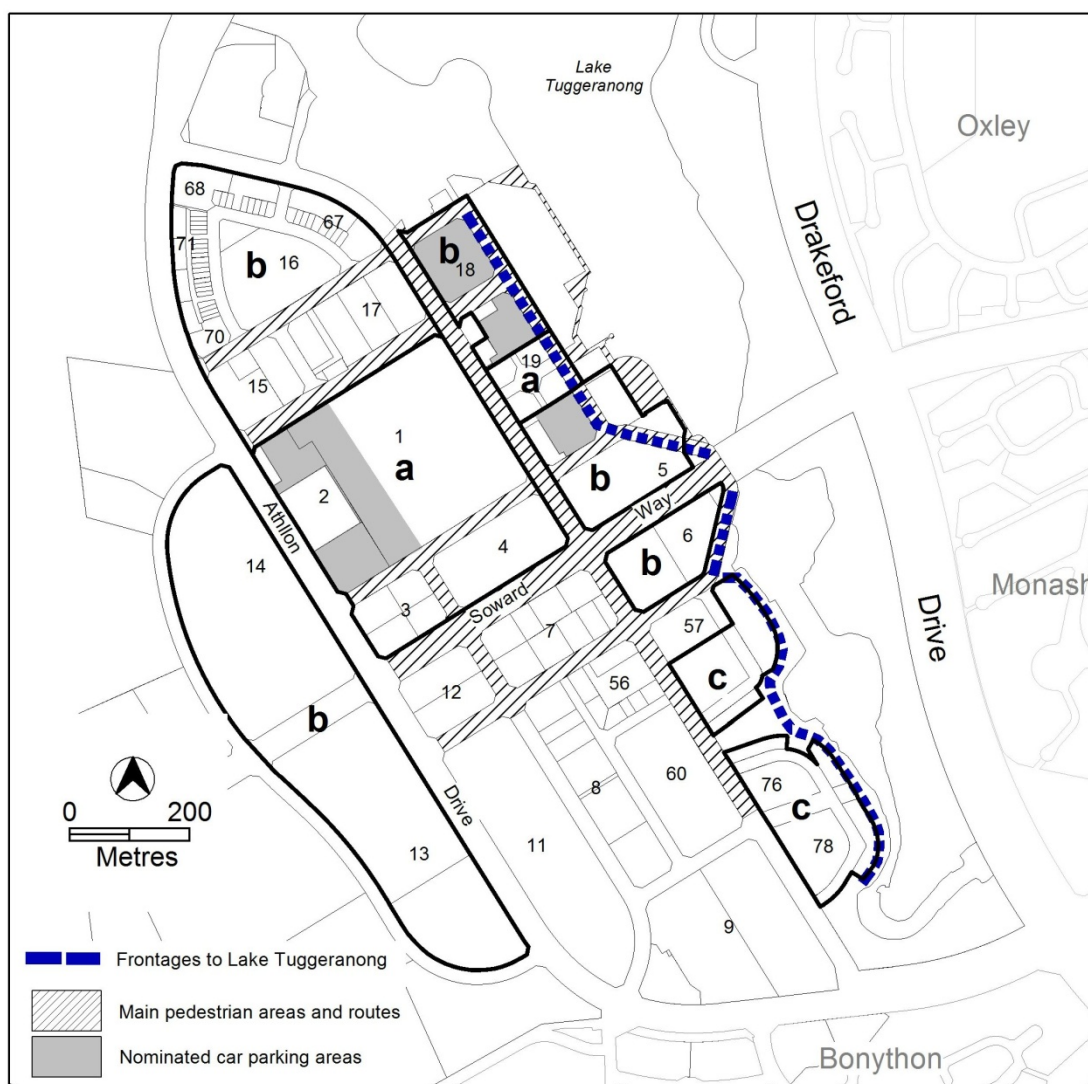 Lake
Tuggeranong
Oxley
Drakeford
68
67
71
b
16
b
18
70
17
15
19
a
1
a
2
b
5
Way
6
b
4
Athllon
14
3
Soward
7
57
Monash
Drive
12
56
c
b
8
60
76
c
78
Drive
13
11
9
0 200
Metres
Frontages to Lake Tuggeranong
Main pedestrian areas and routes
Nominated car parking areas
Bonython